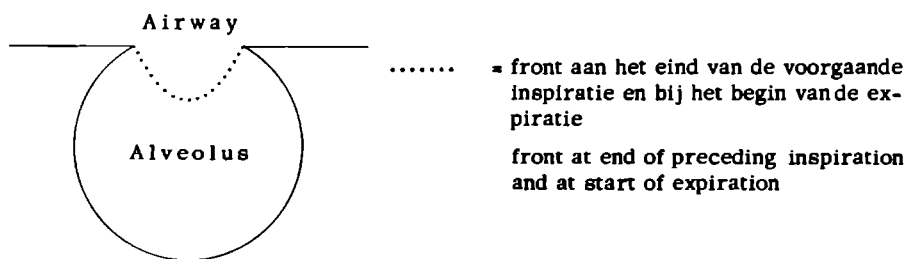 Airway
....... = front aan het eind van de voorgaande
inspiratie en bij het begin van de ex-
piratie
Alveolus
front at end of preceding inspiration
and at start of expiration